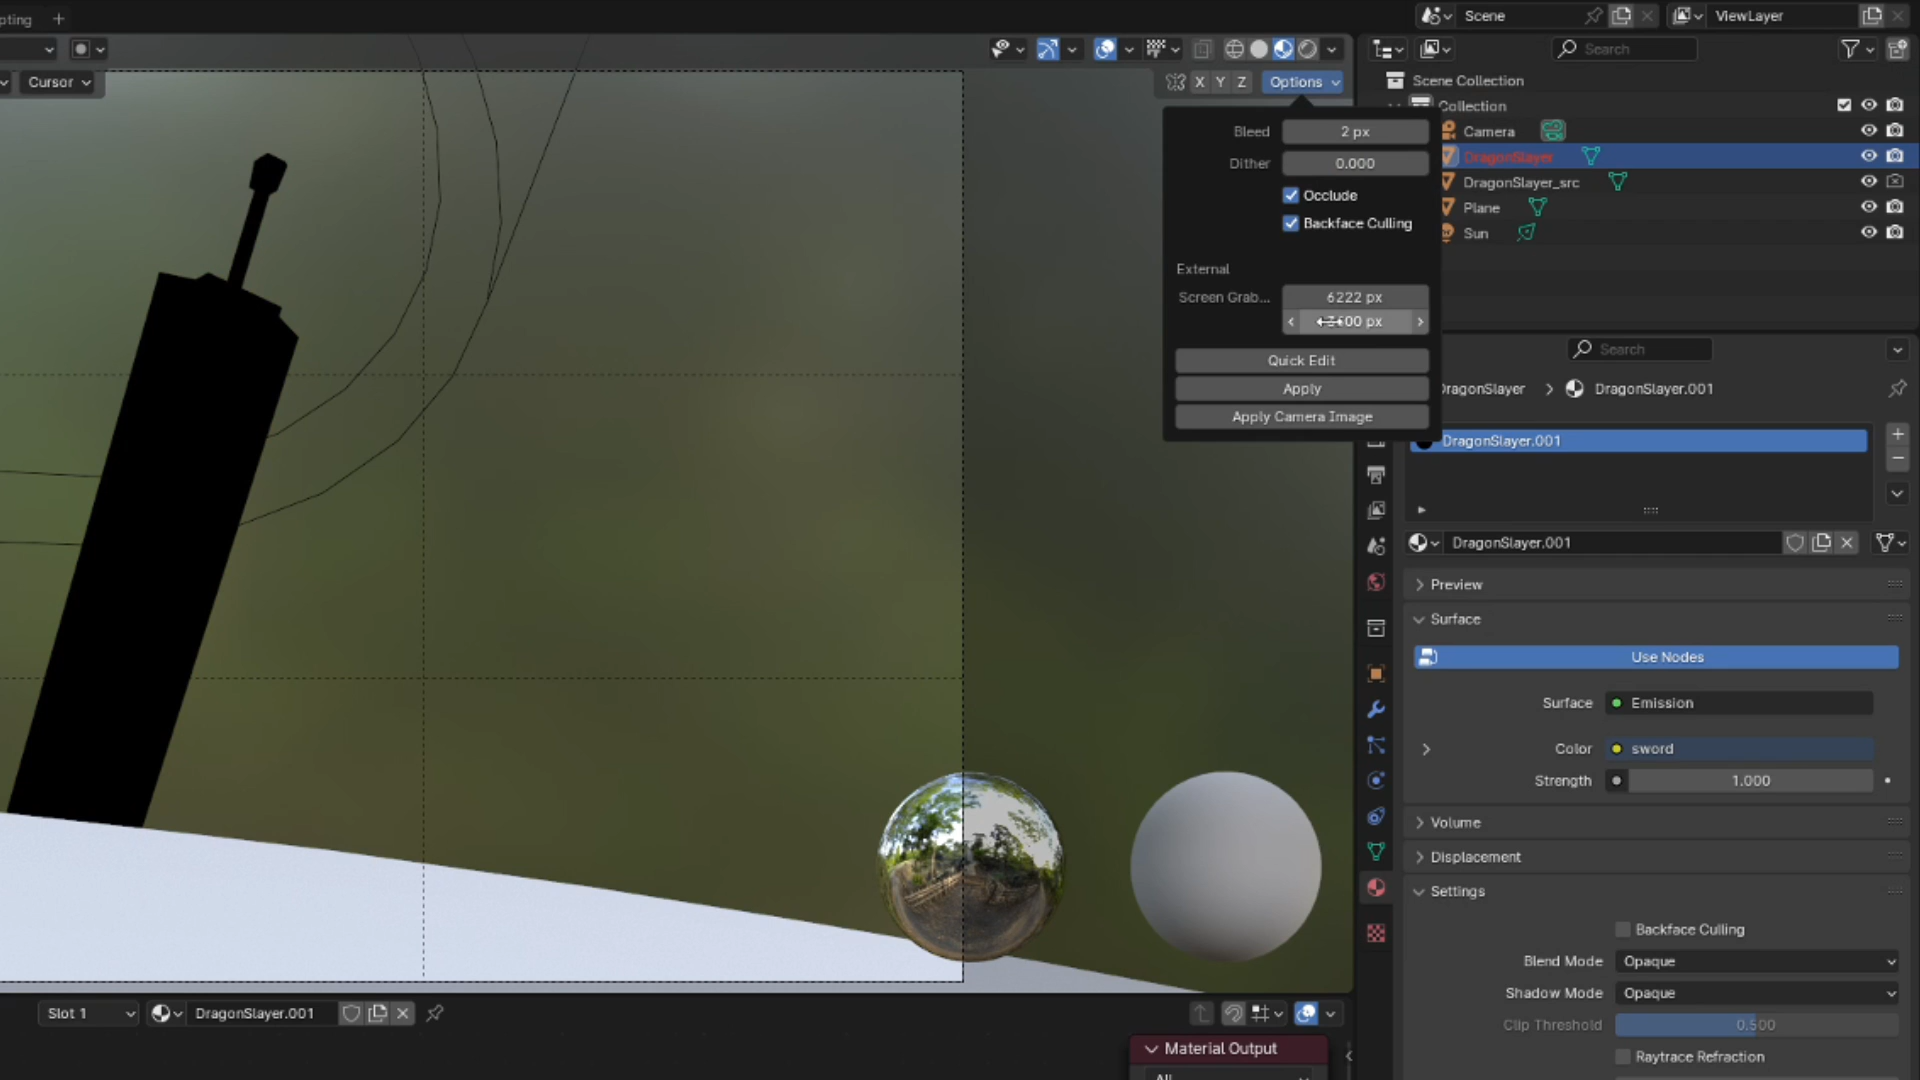 pting +
Scene
ViewLayer
Search
Cursor
X Y Z Options
Scene Collection
Collection
Camera
DragonSlayer
DragonSlayer_src
Plane
Sun
Bleed 2 px
Dither 0.000
Occlude
Backface Culling
External
Screen Grab... 6222 px
00 px
Quick Edit
Apply
Apply Camera Image
Search
DragonSlayer > DragonSlayer.001
DragonSlayer.001
DragonSlayer.001
Preview
Surface
Use Nodes
Surface Emission
Color sword
Strength 1.000
Volume
Displacement
Settings
Backface Culling
Blend Mode Opaque
Shadow Mode Opaque
Clip Threshold 0.500
Raytrace Refraction
Slot 1 DragonSlayer.001
Material Output
All